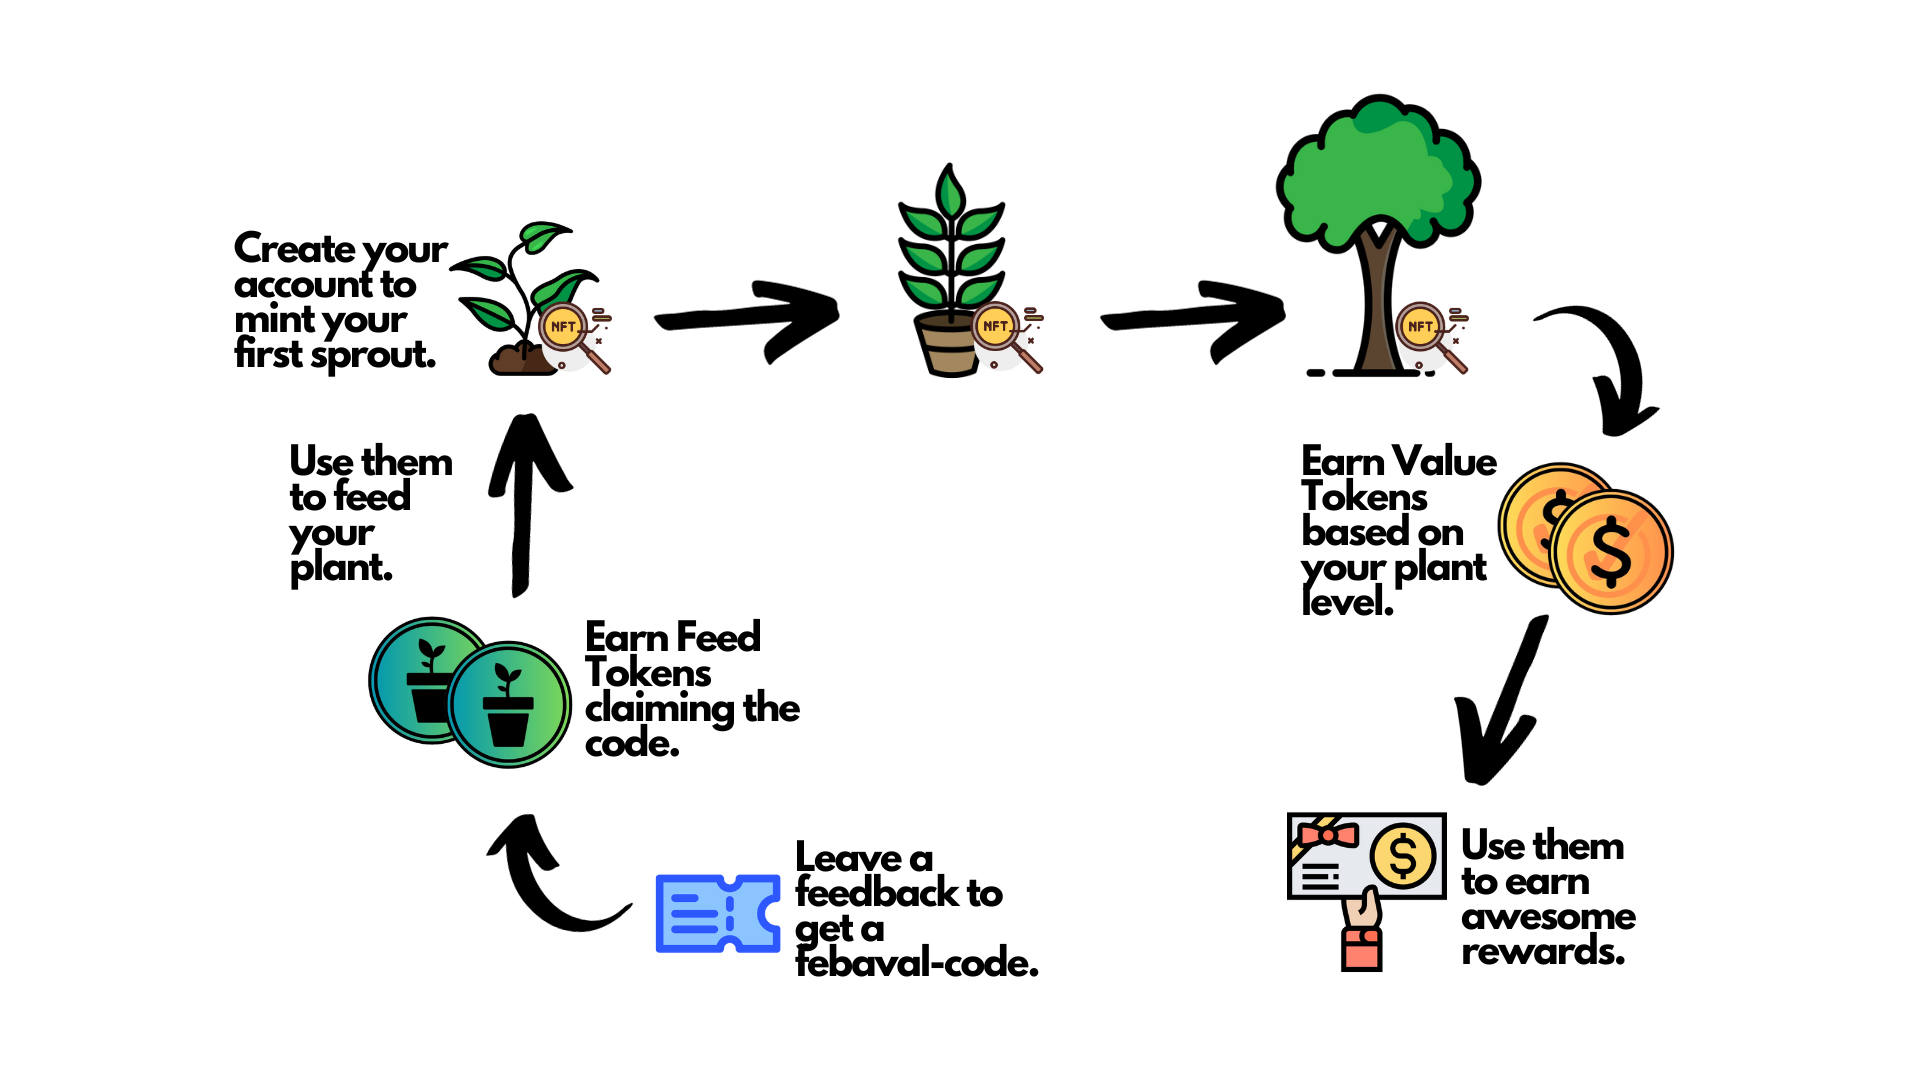 Create your
account to
mint your
first sprout.
NFT
NFT
NFT
Use them
to feed
your
plant.
Earn Value
Tokens
based on
your plant
level.
$
$
Earn Feed
Tokens
claiming the
code.
Leave a
feedback to
get a
febaval-code.
$
Use them
to earn
awesome
rewards.